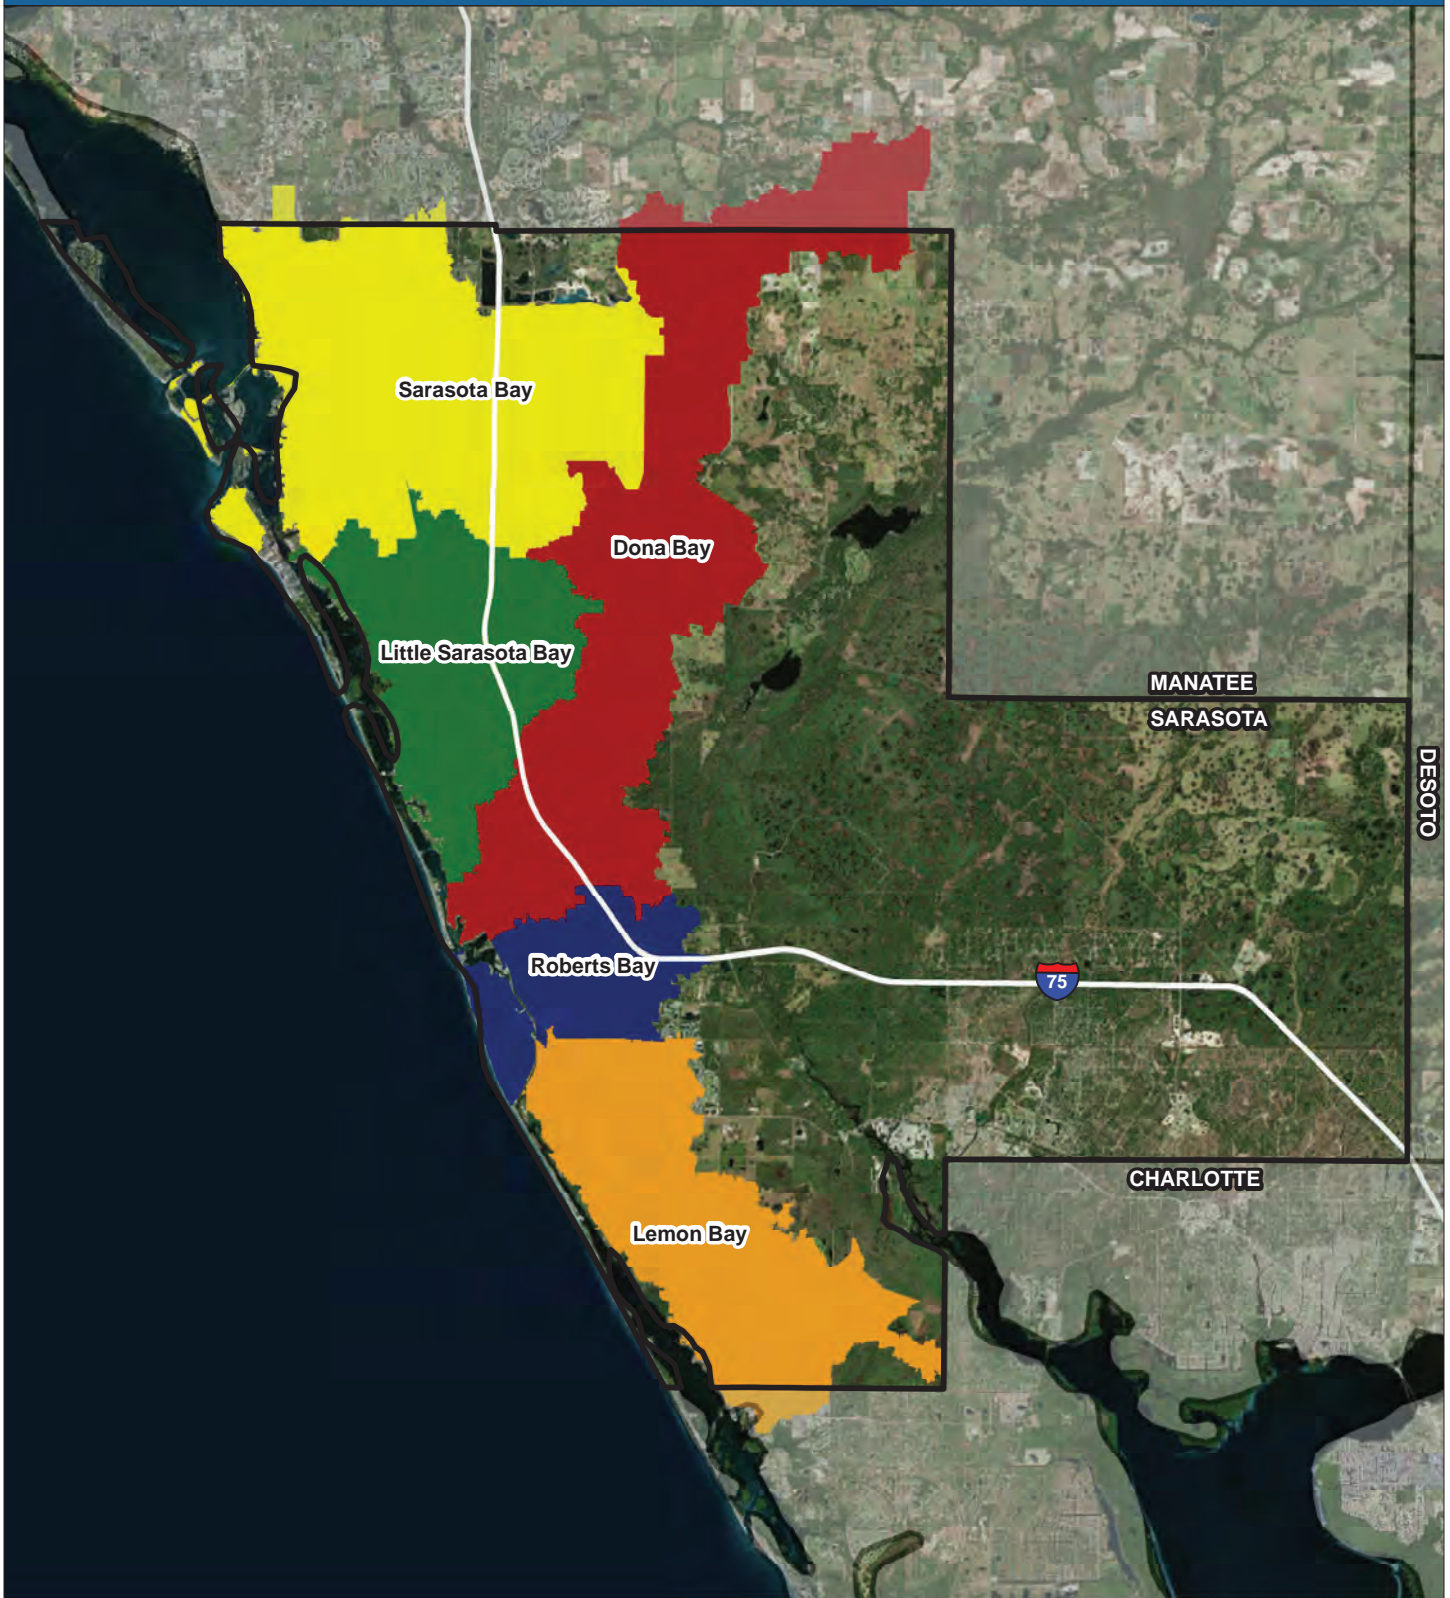 Sarasota Bay
Dona Bay
Little Sarasota Bay
MANATEE
SARASOTA
DESOTO
Roberts Bay
75
CHARLOTTE
Lemon Bay